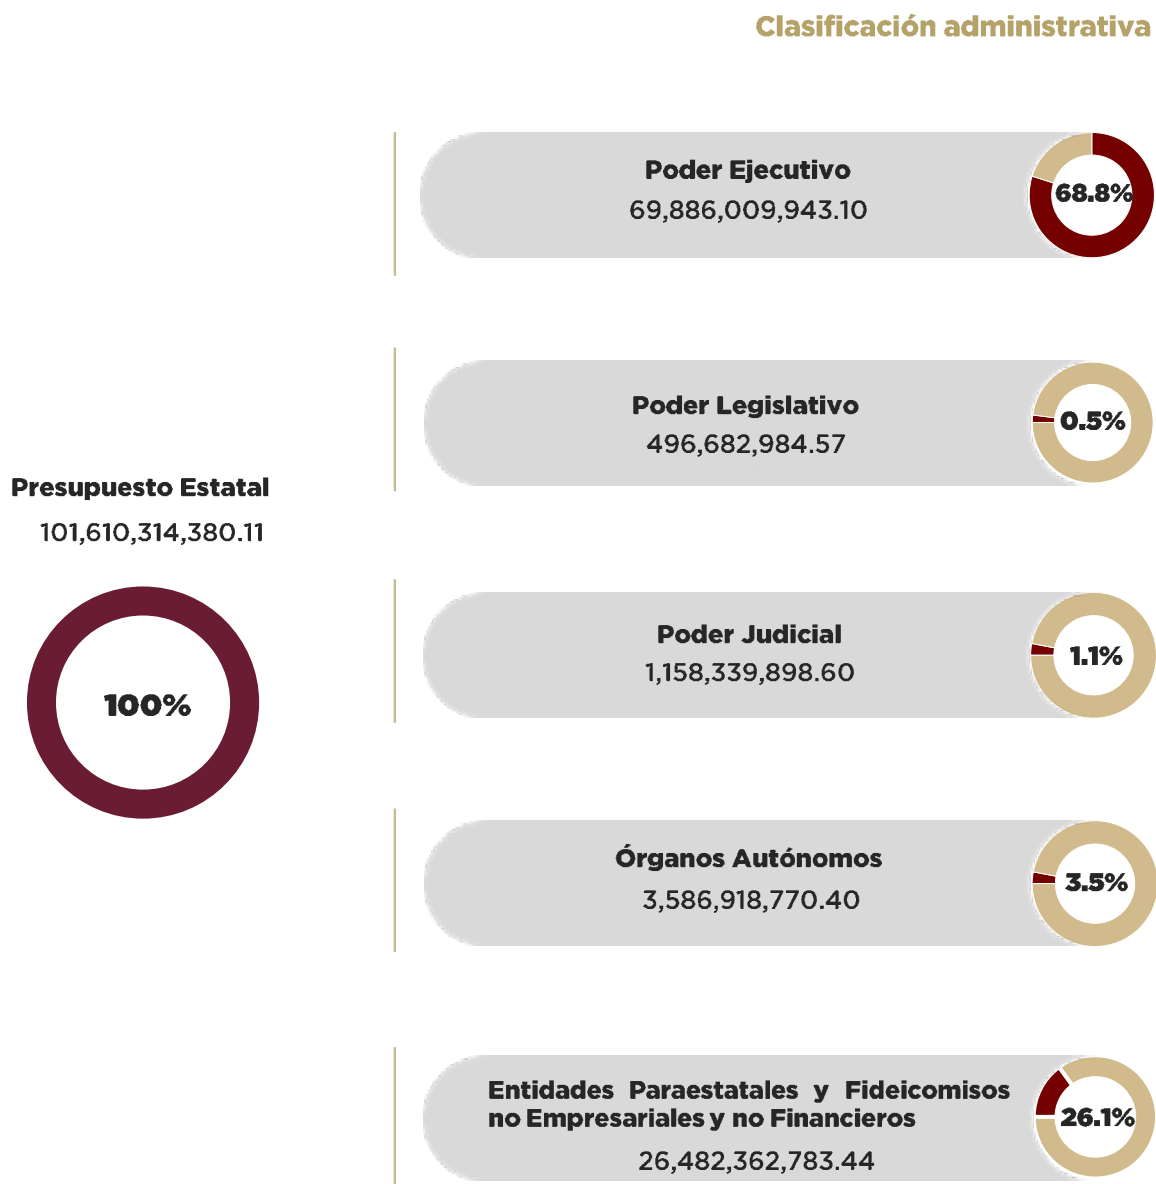 Clasificación administrativa
Poder Ejecutivo
69,886,009,943.10
68.8%
Poder Legislativo
496,682,984.57
0.5%
Presupuesto Estatal
101,610,314,380.11
100%
Poder Judicial
1,158,339,898.60
1.1%
Órganos Autónomos
3,586,918,770.40
3.5%
Entidades Paraestatales y Fideicomisos
no Empresariales y no Financieros
26,482,362,783.44
26.1%